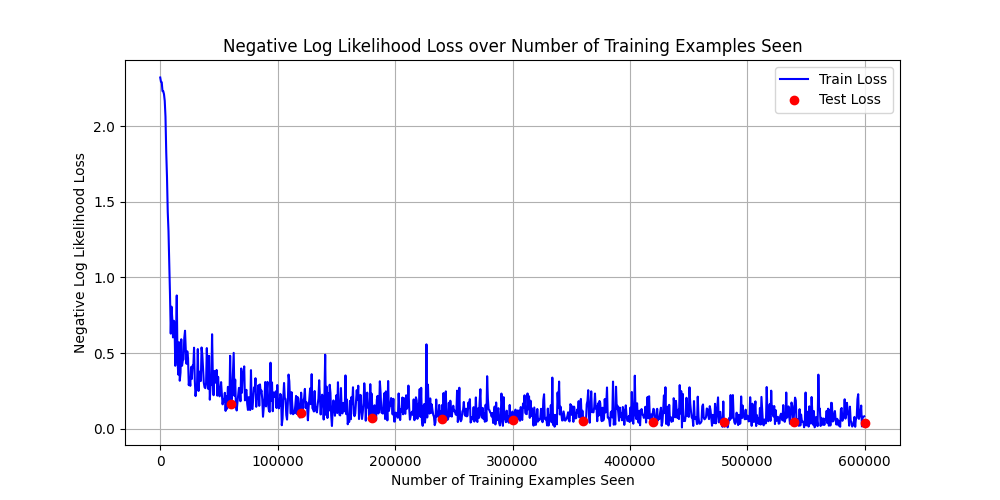 Negative Log Likelihood Loss over Number of Training Examples Seen
Train Loss
Test Loss
Negative Log Likelihood Loss
2.0
1.5
1.0
0.5
0.0
0
100000
200000
300000
400000
500000
600000
Number of Training Examples Seen